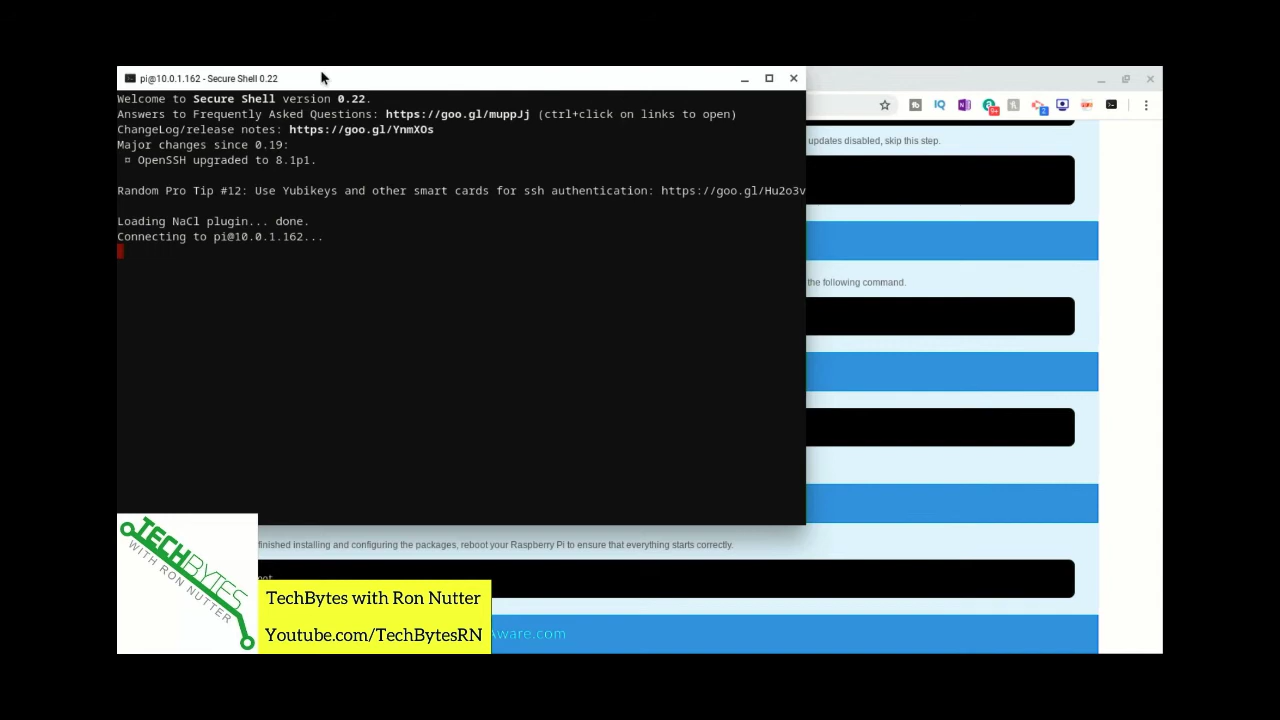 pi@10.0.1.162 - Secure Shell 0.22
Welcome to Secure Shell version 0.22.
Answers to Frequently Asked Questions: https://goo.gl/muppJj (ctrl+click on links to open)
ChangeLog/release notes: https://goo.gl/YnmXOs
Major changes since 0.19:
¤ OpenSSH upgraded to 8.1p1.
Random Pro Tip #12: Use Yubikeys and other smart cards for ssh authentication: https://goo.gl/Hu2o3v
Loading NaCl plugin... done.
Connecting to pi@10.0.1.162...
updates disabled, skip this step.
the following command.
finished installing and configuring the packages, reboot your Raspberry Pi to ensure that everything starts correctly.
TECHBYTES
WITH RON NUTTER
TechBytes with Ron Nutter
Youtube.com/TechBytesRN
Aware.com